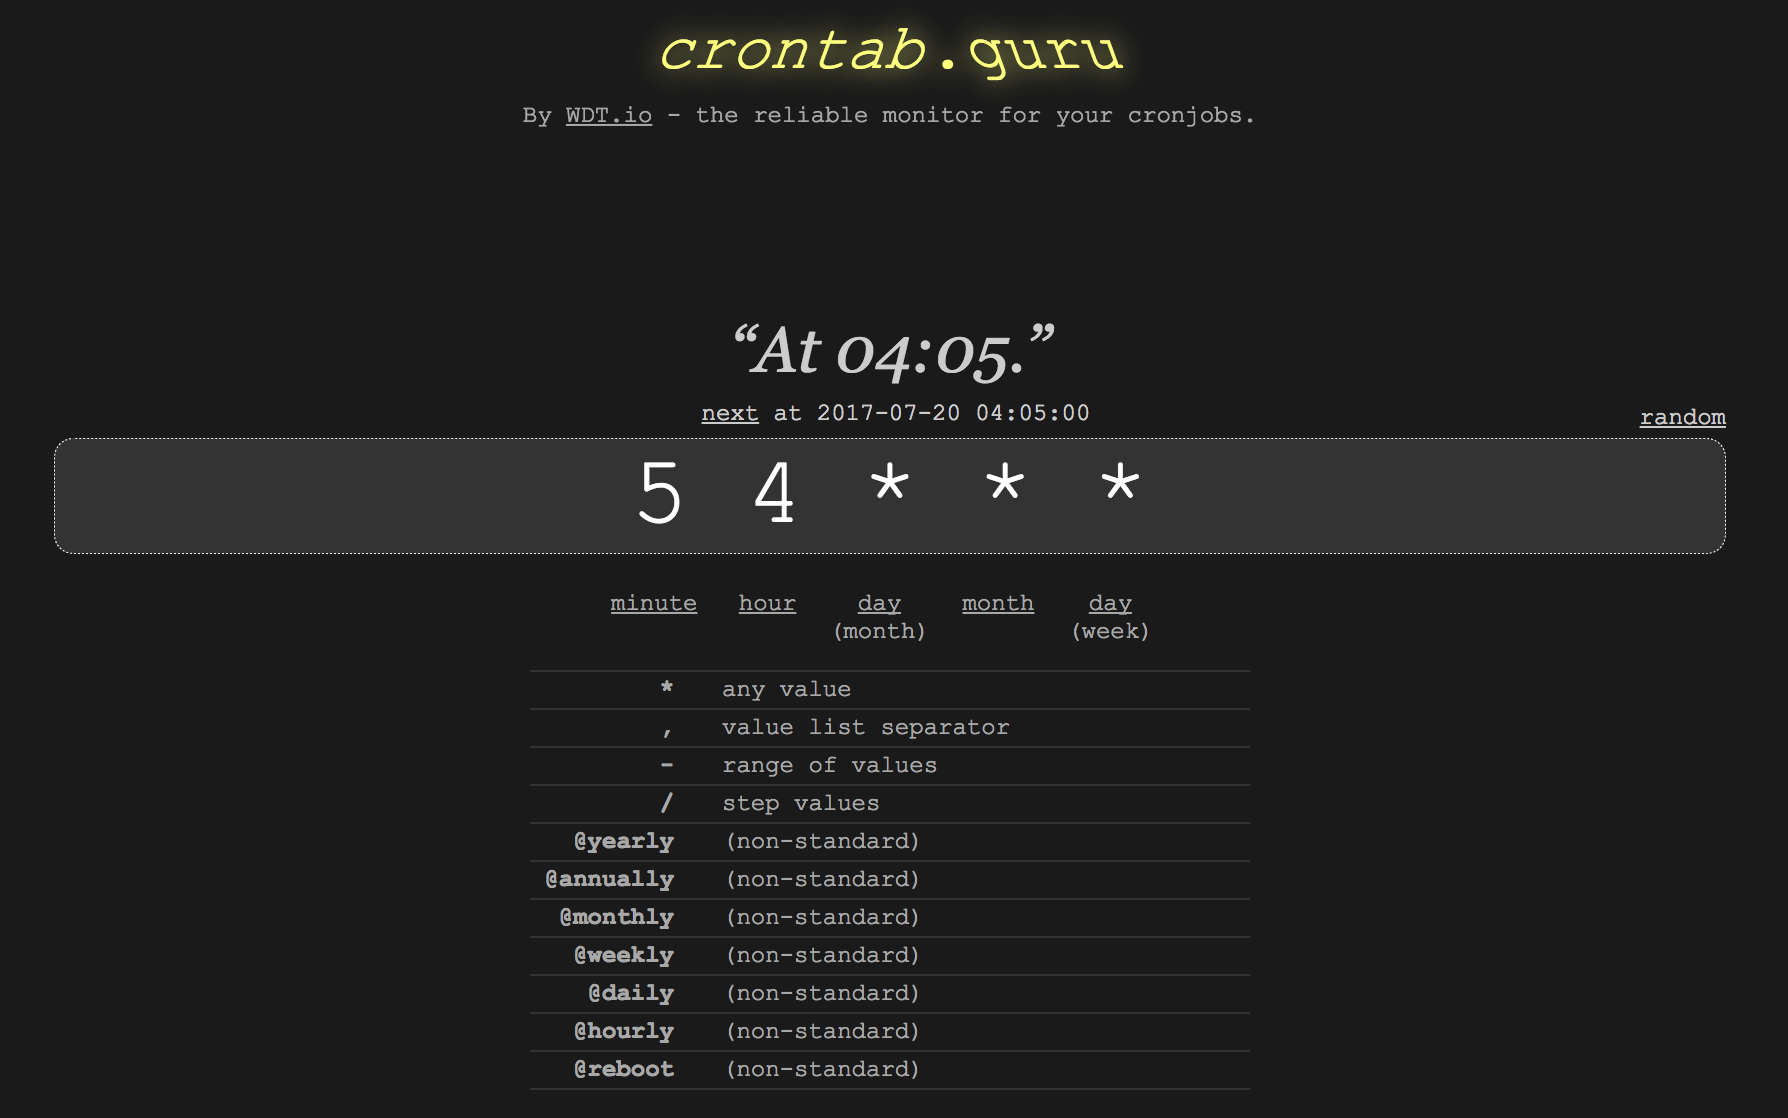 crontab.guru
By WDT.io - the reliable monitor for your cronjobs.
“At 04:05.”
next at 2017-07-20 04:05:00
random
5 4 * * *
minute hour day month day
(month) (week)
* any value
, value list separator
- range of values
/ step values
@yearly (non-standard)
@annually (non-standard)
@monthly (non-standard)
@weekly (non-standard)
@daily (non-standard)
@hourly (non-standard)
@reboot (non-standard)